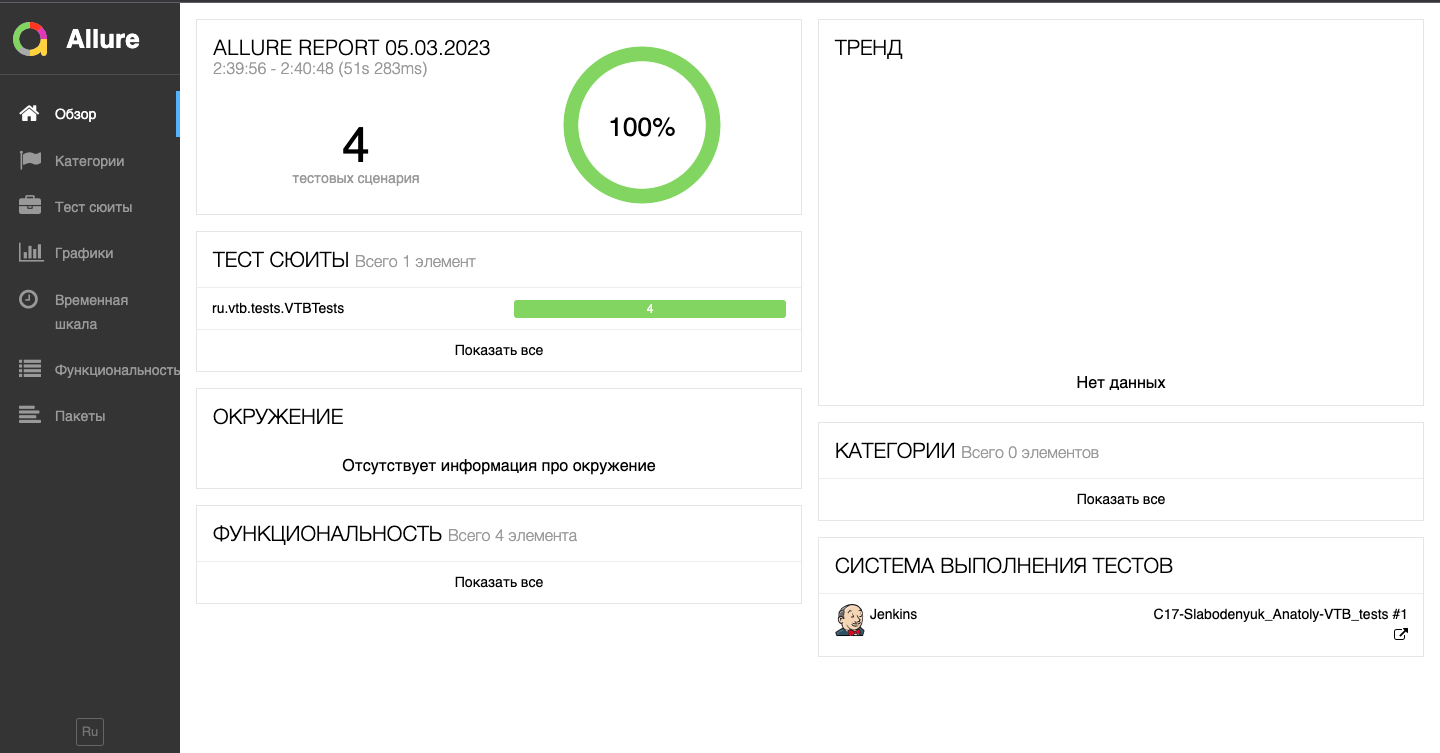 Allure
Обзор
Категории
Тест сюиты
Графики
Временная
шкала
Функциональность
Пакеты
Ru
ALLURE REPORT 05.03.2023
2:39:56 - 2:40:48 (51s 283ms)
4
тестовых сценария
100%
ТЕСТ СЮИТЫ Всего 1 элемент
ru.vtb.tests.VTBTests 4
Показать все
ОКРУЖЕНИЕ
Отсутствует информация про окружение
ФУНКЦИОНАЛЬНОСТЬ Всего 4 элемента
Показать все
ТРЕНД
Нет данных
КАТЕГОРИИ Всего 0 элементов
Показать все
СИСТЕМА ВЫПОЛНЕНИЯ ТЕСТОВ
Jenkins C17-Slabodenyuk_Anatoly-VTB_tests #1